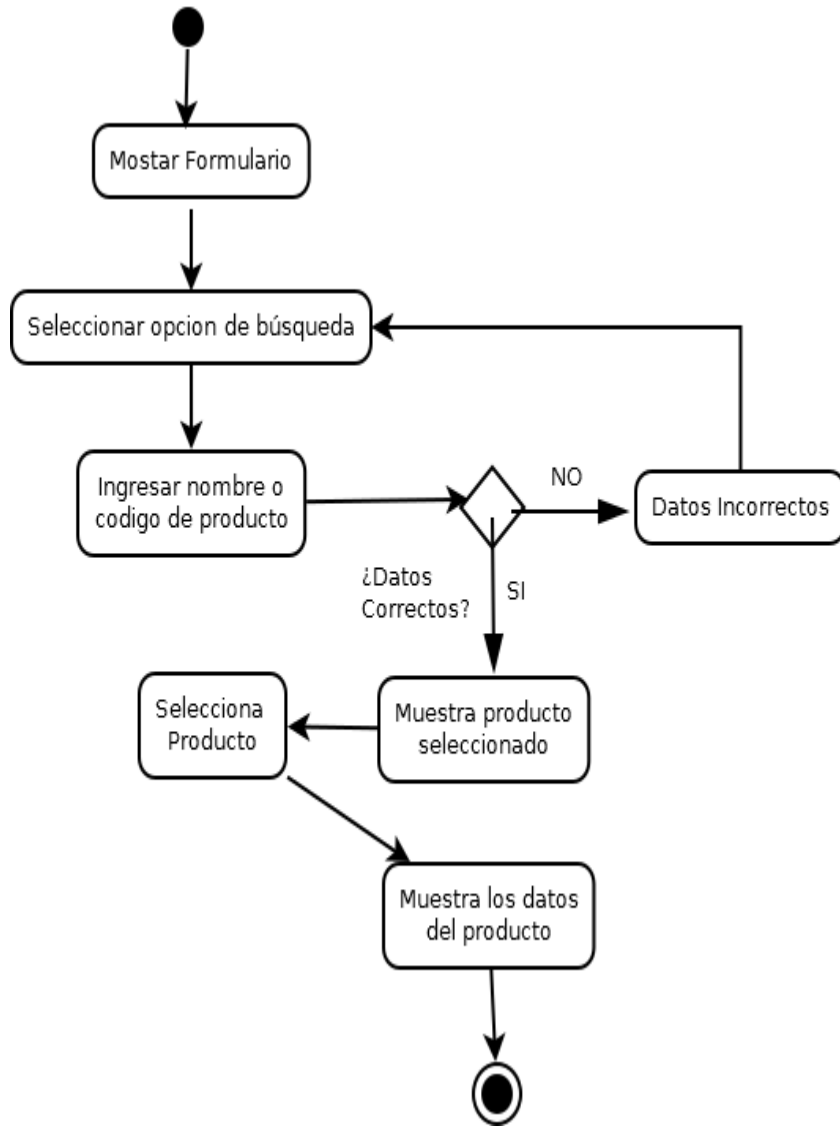 Mostar Formulario
Seleccionar opcion de búsqueda
Ingresar nombre o
codigo de producto
NO
Datos Incorrectos
¿Datos
Correctos?
SI
Selecciona
Producto
Muestra producto
seleccionado
Muestra los datos
del producto